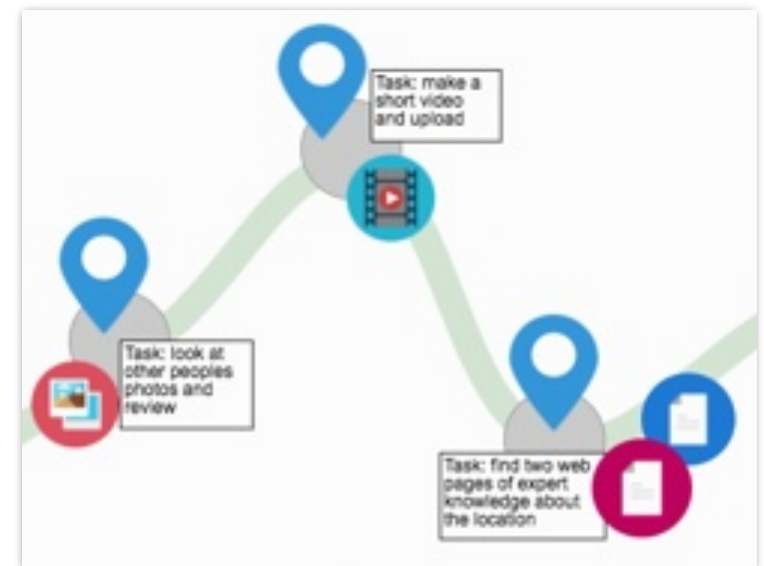 Task: make a
short video
and upload
Task: look at
other peoples
photos and
review
Task: find two web
pages of expert
knowledge about
the location